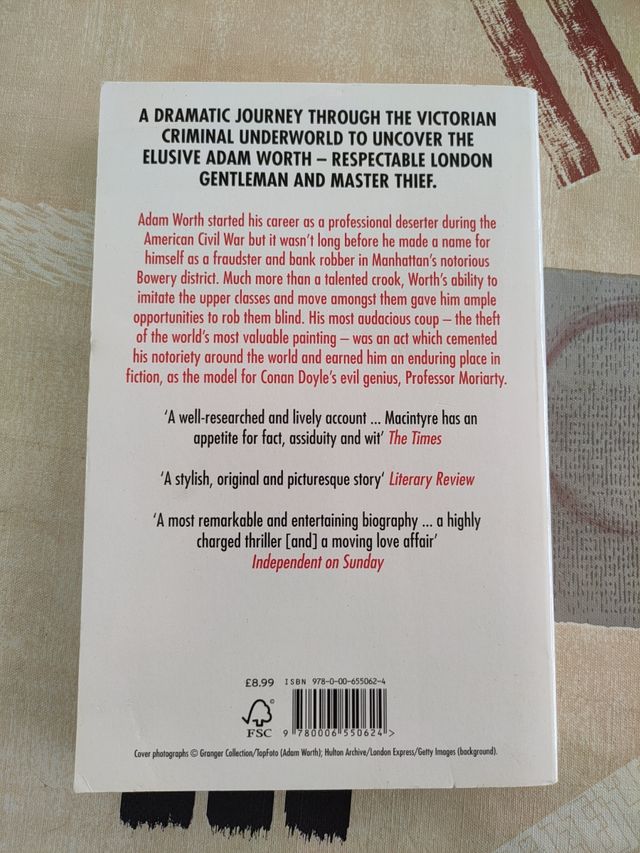 A DRAMATIC JOURNEY THROUGH THE VICTORIAN
CRIMINAL UNDERWORLD TO UNCOVER THE
ELUSIVE ADAM WORTH – RESPECTABLE LONDON
GENTLEMAN AND MASTER THIEF.
Adam Worth started his career as a professional deserter during the
American Civil War but it wasn't long before he made a name for
himself as a fraudster and bank robber in Manhattan's notorious
Bowery district. Much more than a talented crook, Worth's ability to
imitate the upper classes and move amongst them gave him ample
opportunities to rob them blind. His most audacious coup – the theft
of the world's most valuable painting – was an act which cemented
his notoriety around the world and earned him an enduring place in
fiction, as the model for Conan Doyle's evil genius, Professor Moriarty.
'A well-researched and lively account ... Macintyre has an
appetite for fact, assiduity and wit' The Times
'A stylish, original and picturesque story' Literary Review
'A most remarkable and entertaining biography ... a highly
charged thriller [and] a moving love affair'
Independent on Sunday
£8.99 ISBN 978-0-00-655062-4
FSC 9 780006 550624 >
Cover photographs © Granger Collection/TopFoto (Adam Worth); Hulton Archive/London Express/Getty Images (background).